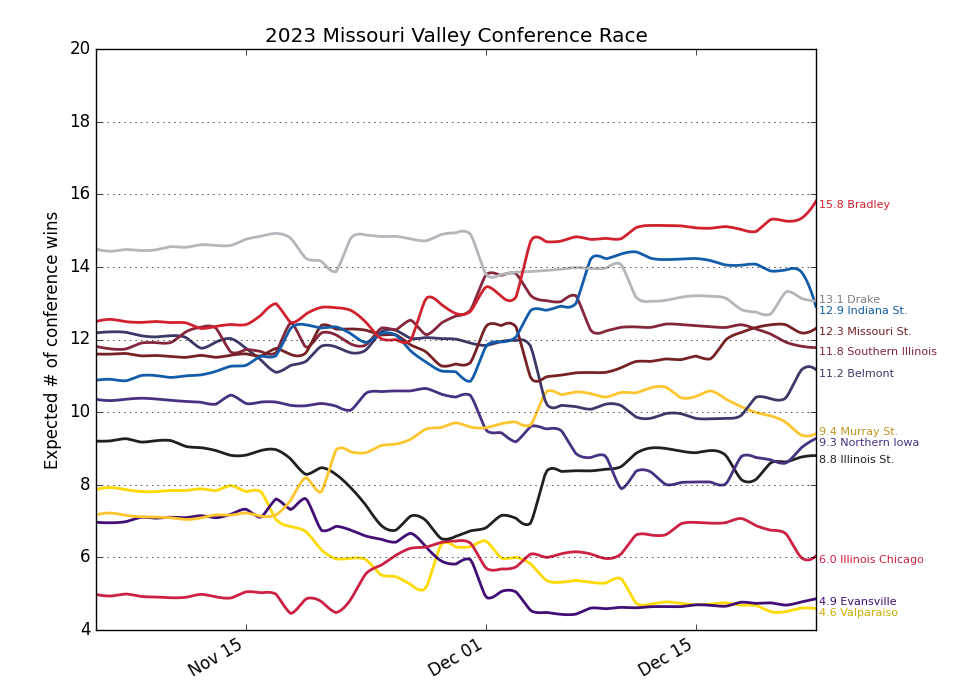 2023 Missouri Valley Conference Race
Expected # of conference wins
20
18
16
14
12
10
8
6
4
Nov 15
Dec 01
Dec 15
15.8 Bradley
13.1 Drake
12.9 Indiana St.
12.3 Missouri St.
11.8 Southern Illinois
11.2 Belmont
9.4 Murray St.
9.3 Northern Iowa
8.8 Illinois St.
6.0 Illinois Chicago
4.9 Evansville
4.6 Valparaiso